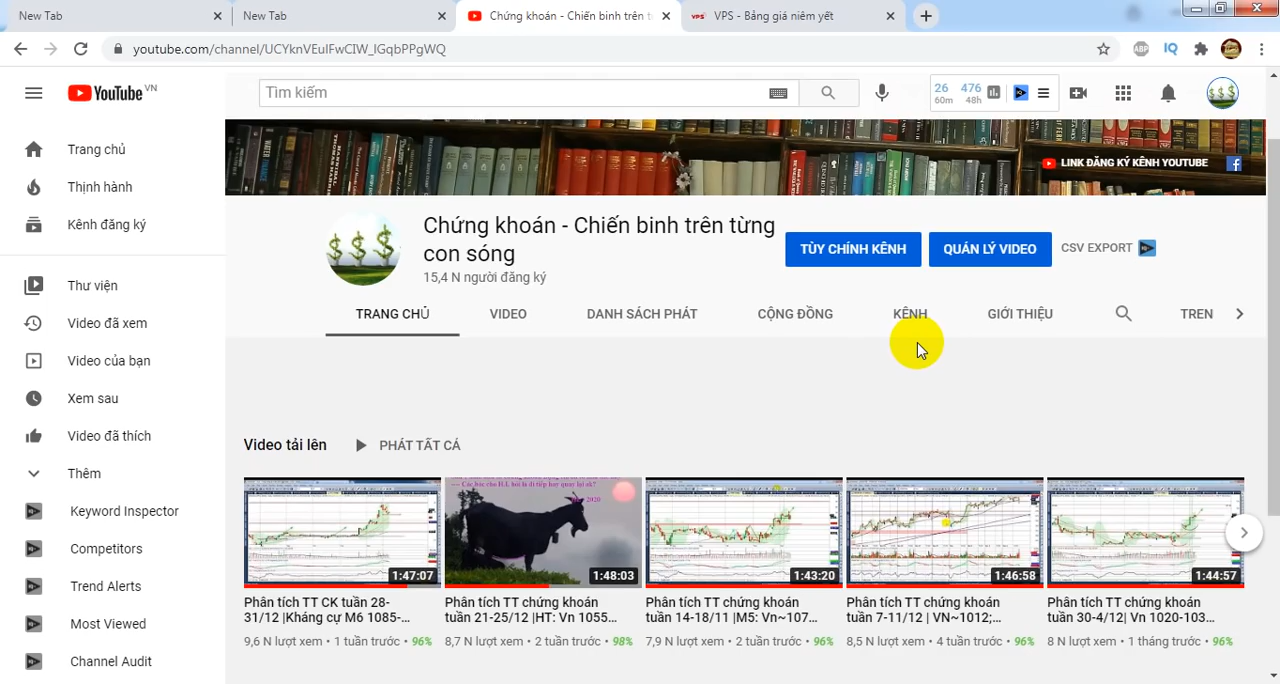 New Tab
New Tab
Chứng khoán - Chiến binh trên t
VPS - Bảng giá niêm yết
youtube.com/channel/UCYknVEuIFwCIW_lGqbPPgWQ
ABP
IQ
YouTube VN
Tìm kiếm
26 476
60m 48h
LINK ĐĂNG KÝ KÊNH YOUTUBE
Trang chủ
Thịnh hành
Kênh đăng ký
Thư viện
Video đã xem
Video của bạn
Xem sau
Video đã thích
Thêm
Keyword Inspector
Competitors
Trend Alerts
Most Viewed
Channel Audit
Chứng khoán - Chiến binh trên từng
con sóng
15,4 N người đăng ký
TÙY CHỈNH KÊNH
QUẢN LÝ VIDEO
CSV EXPORT
TRANG CHỦ
VIDEO
DANH SÁCH PHÁT
CỘNG ĐỒNG
KÊNH
GIỚI THIỆU
TREN
Video tải lên
PHÁT TẤT CẢ
1:47:07
Phân tích TT CK tuần 28-
31/12 |Kháng cự M6 1085-...
9,6 N lượt xem • 1 tuần trước • 96%
2020
1:48:03
Phân tích TT chứng khoán
tuần 21-25/12 |HT: Vn 1055...
8,7 N lượt xem • 2 tuần trước • 98%
1:43:20
Phân tích TT chứng khoán
tuần 14-18/11 |M5: Vn~107...
7,9 N lượt xem • 2 tuần trước • 96%
1:46:58
Phân tích TT chứng khoán
tuần 7-11/12 | VN~1012;...
8,5 N lượt xem • 4 tuần trước • 96%
1:44:57
Phân tích TT chứng khoán
tuần 30-4/12| Vn 1020-103...
8 N lượt xem • 1 tháng trước • 96%